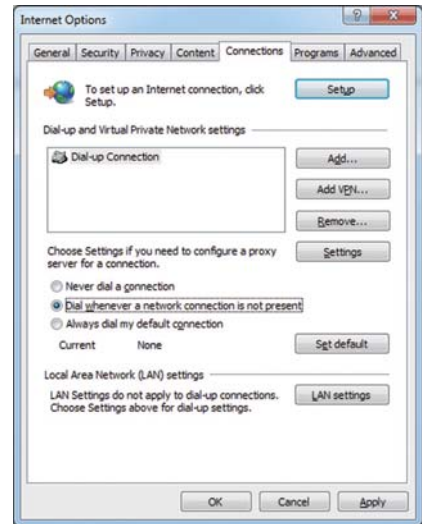 Internet Options
General Security Privacy Content Connections Programs Advanced
To set up an Internet connection, click
Setup.
Setup
Dial-up and Virtual Private Network settings
Dial-up Connection
Add...
Add VPN...
Remove...
Choose Settings if you need to configure a proxy
server for a connection.
Settings
Never dial a connection
Dial whenever a network connection is not present
Always dial my default connection
Current None
Set default
Local Area Network (LAN) settings
LAN Settings do not apply to dial-up connections.
Choose Settings above for dial-up settings.
LAN settings
OK Cancel Apply